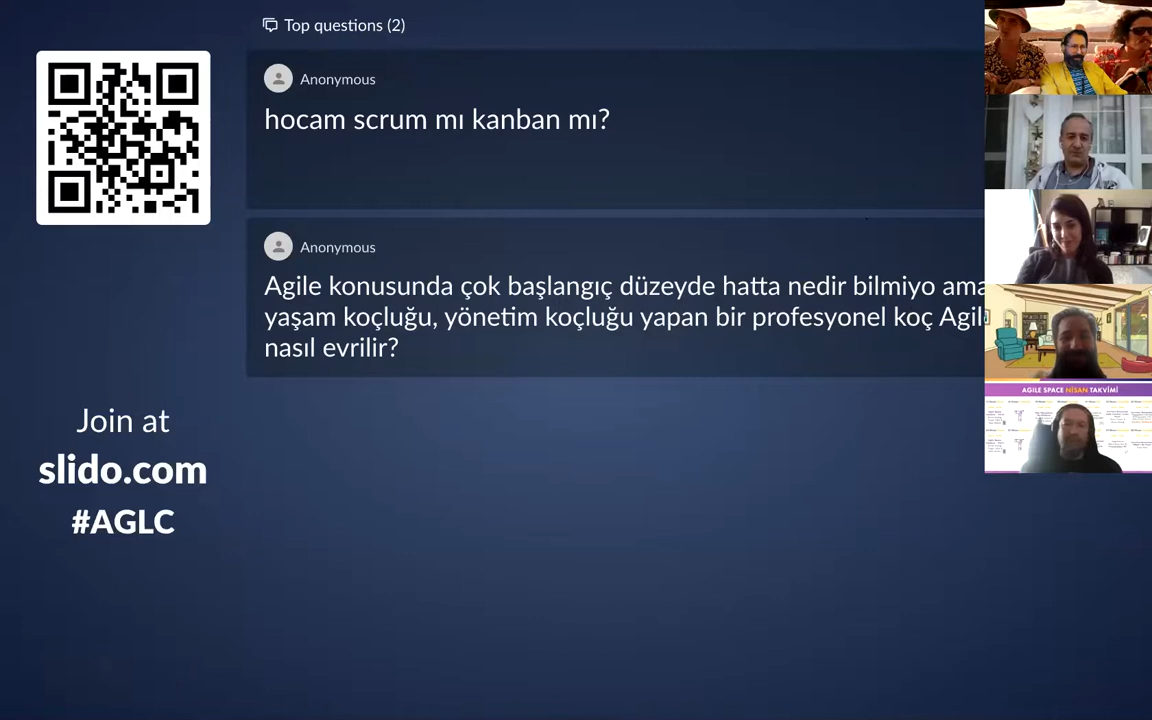 Top questions (2)
Anonymous
hocam scrum mı kanban mı?
Anonymous
Agile konusunda çok başlangıç düzeyde hatta nedir bilmiyo ama
yaşam koçluğu, yönetim koçluğu yapan bir profesyonel koç Agil
nasıl evrilir?
Join at
slido.com
#AGLC
AGILE SPACE NİSAN TAKVİMİ